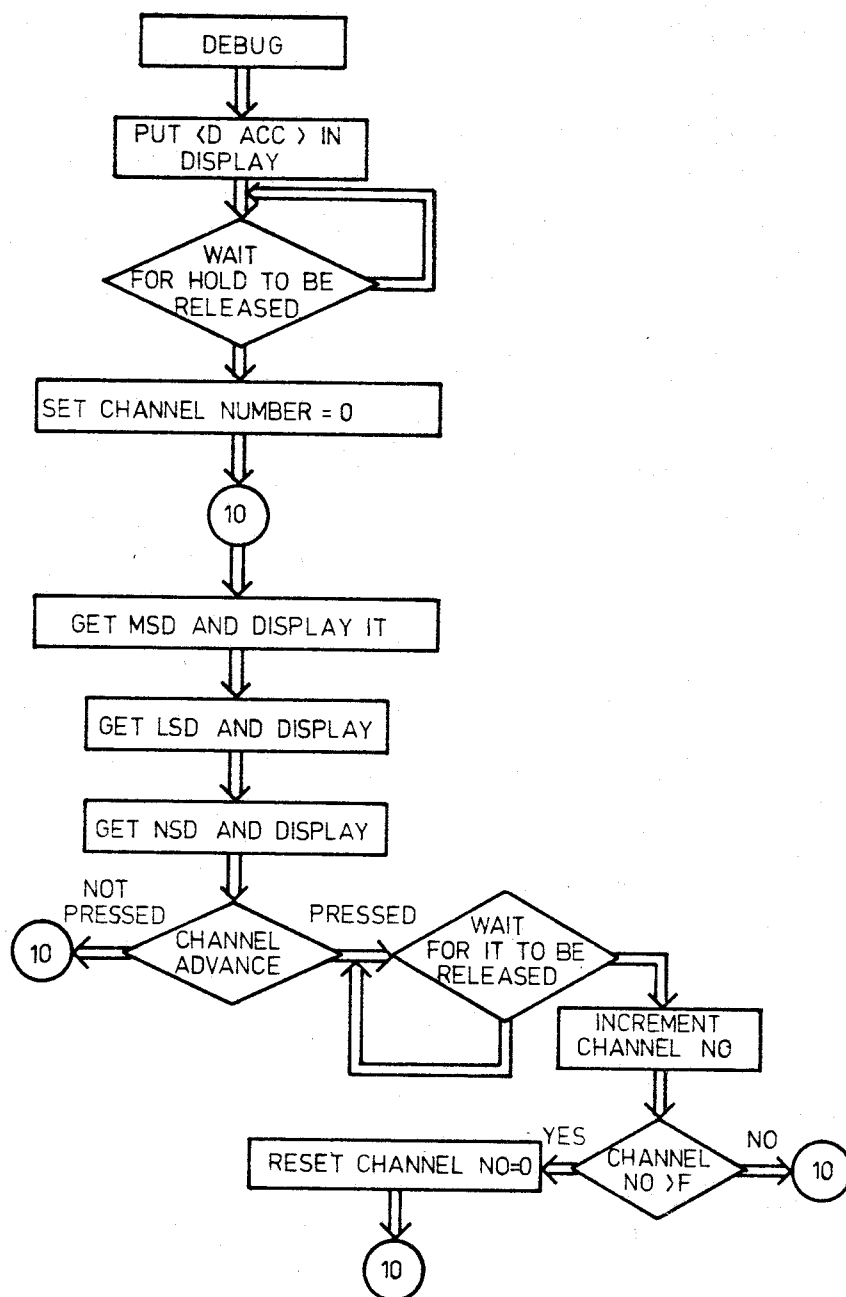 DEBUG
PUT <D ACC > IN
DISPLAY
WAIT
FOR HOLD TO BE
RELEASED
SET CHANNEL NUMBER = 0
10
GET MSD AND DISPLAY IT
GET LSD AND DISPLAY
GET NSD AND DISPLAY
NOT
PRESSED
10
CHANNEL
ADVANCE
PRESSED
WAIT
FOR IT TO BE
RELEASED
INCREMENT
CHANNEL NO
CHANNEL
NO >F
YES
NO
10
RESET CHANNEL NO=0
10